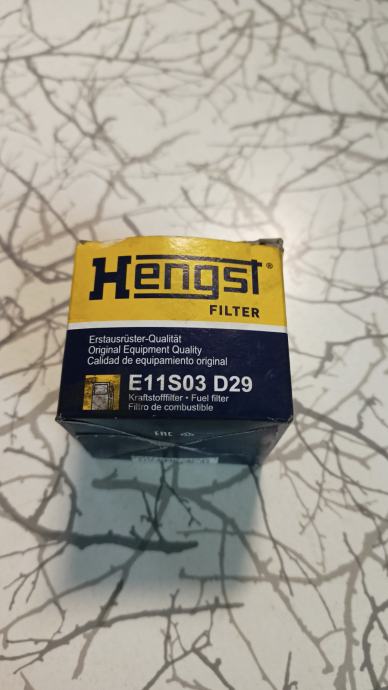 Hengst®
FILTER
Erstausrüster-Qualität
Original Equipment Quality
Calidad de equipamiento original
E11S03 D29
Kraftstofffilter • Fuel filter
Filtro de combustible
EAC